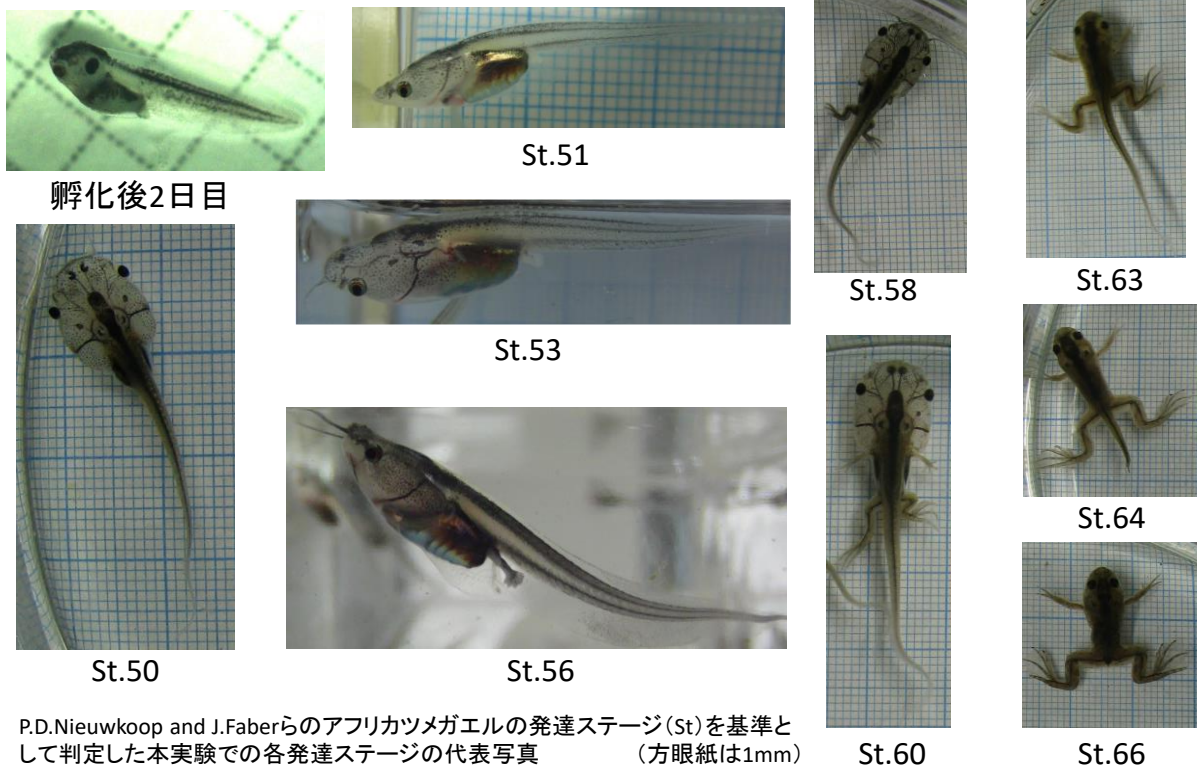 孵化後2日目
St.51
St.53
St.50
St.56
St.58
St.63
St.64
St.60
St.66
P.D.Nieuwkoop and J.Faberらのアフリカツメガエルの発達ステージ(St)を基準と
して判定した本実験での各発達ステージの代表写真 (方眼紙は1mm)